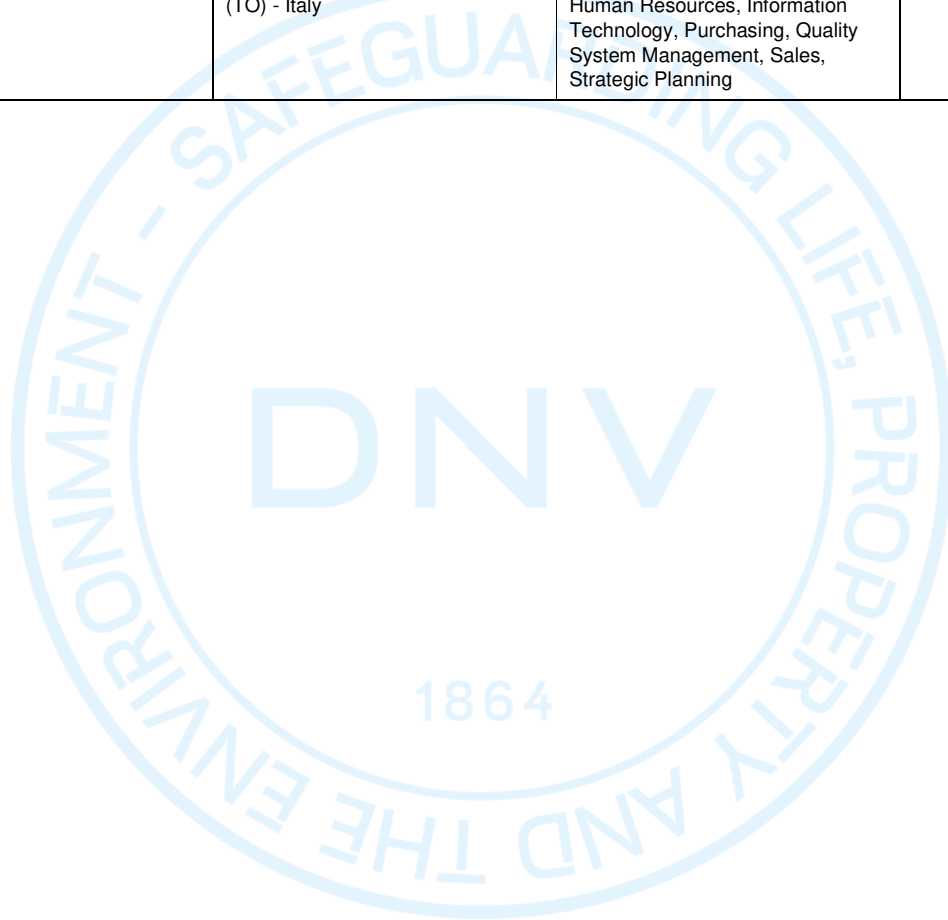 (TO) - Italy
Human Resources, Information
Technology, Purchasing, Quality
System Management, Sales,
Strategic Planning
SAFEGUARDING LIFE, PROPERTY AND THE ENVIRONMENT -
DNV
1864